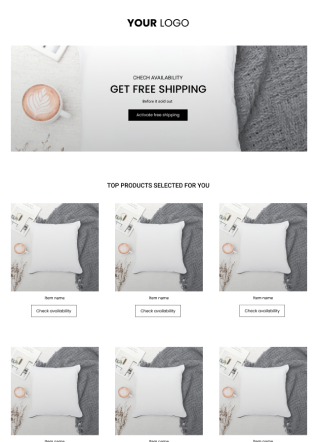 YOUR LOGO
CHECH AVAILABILITY
GET FREE SHIPPING
Before it sold out
Activate free shipping
TOP PRODUCTS SELECTED FOR YOU
Item name
Item name
Item name
Check availability
Check availability
Check availability
Item name
Item name
Item name